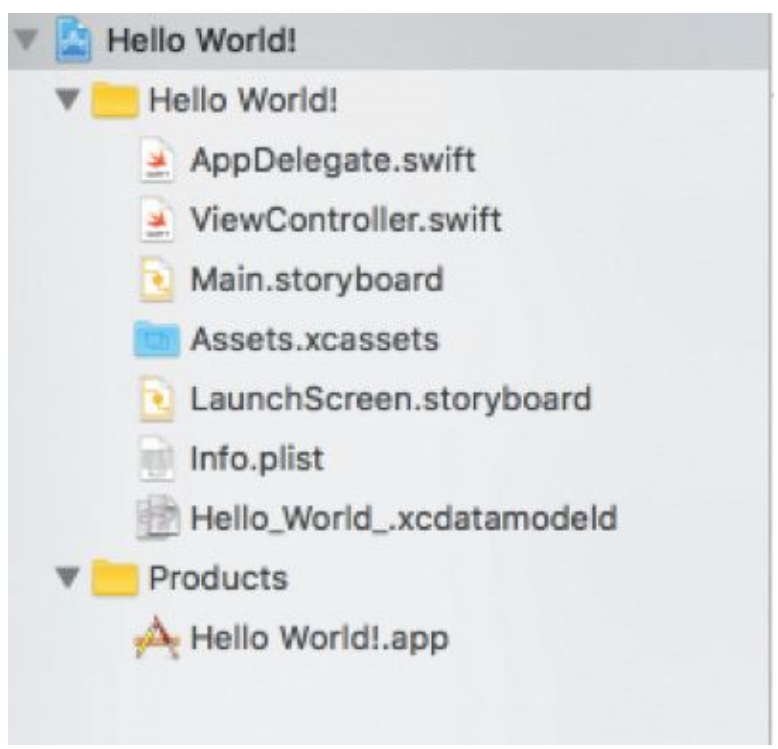 Hello World!
Hello World!
AppDelegate.swift
ViewController.swift
Main.storyboard
Assets.xcassets
LaunchScreen.storyboard
Info.plist
Hello_World_.xcdatamodeld
Products
Hello World!.app